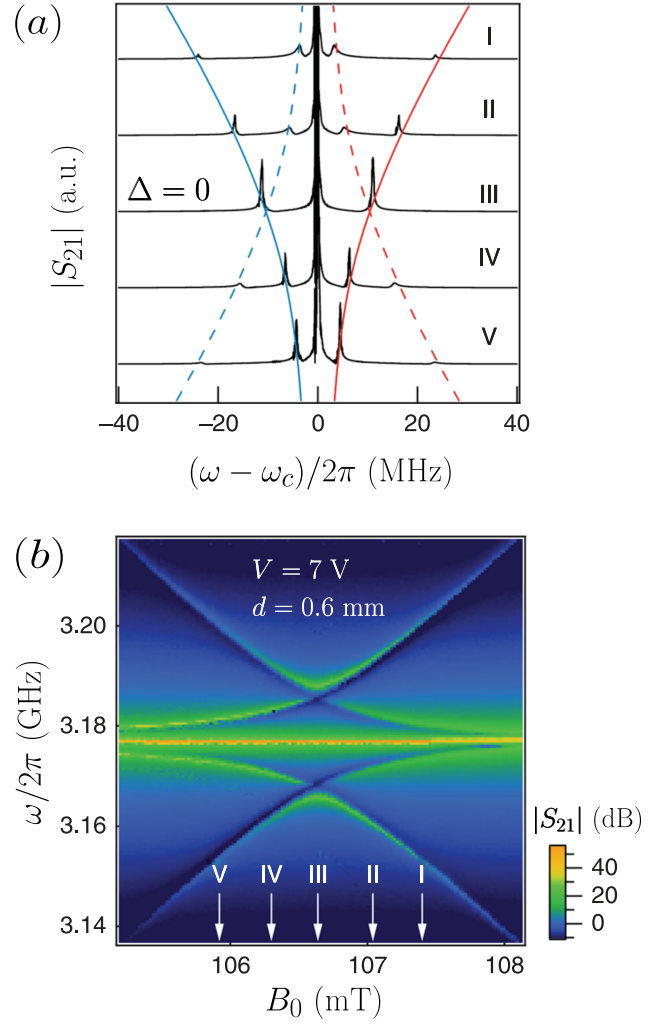 (a)
I
II
Δ = 0
III
IV
V
|S₂₁| (a.u.)
−40 −20 0 20 40
(ω − ω_c)/2π (MHz)
(b)
V = 7 V
d = 0.6 mm
3.20
3.18
3.16
3.14
ω/2π (GHz)
V IV III II I
106 107 108
B₀ (mT)
|S₂₁| (dB)
40
20
0